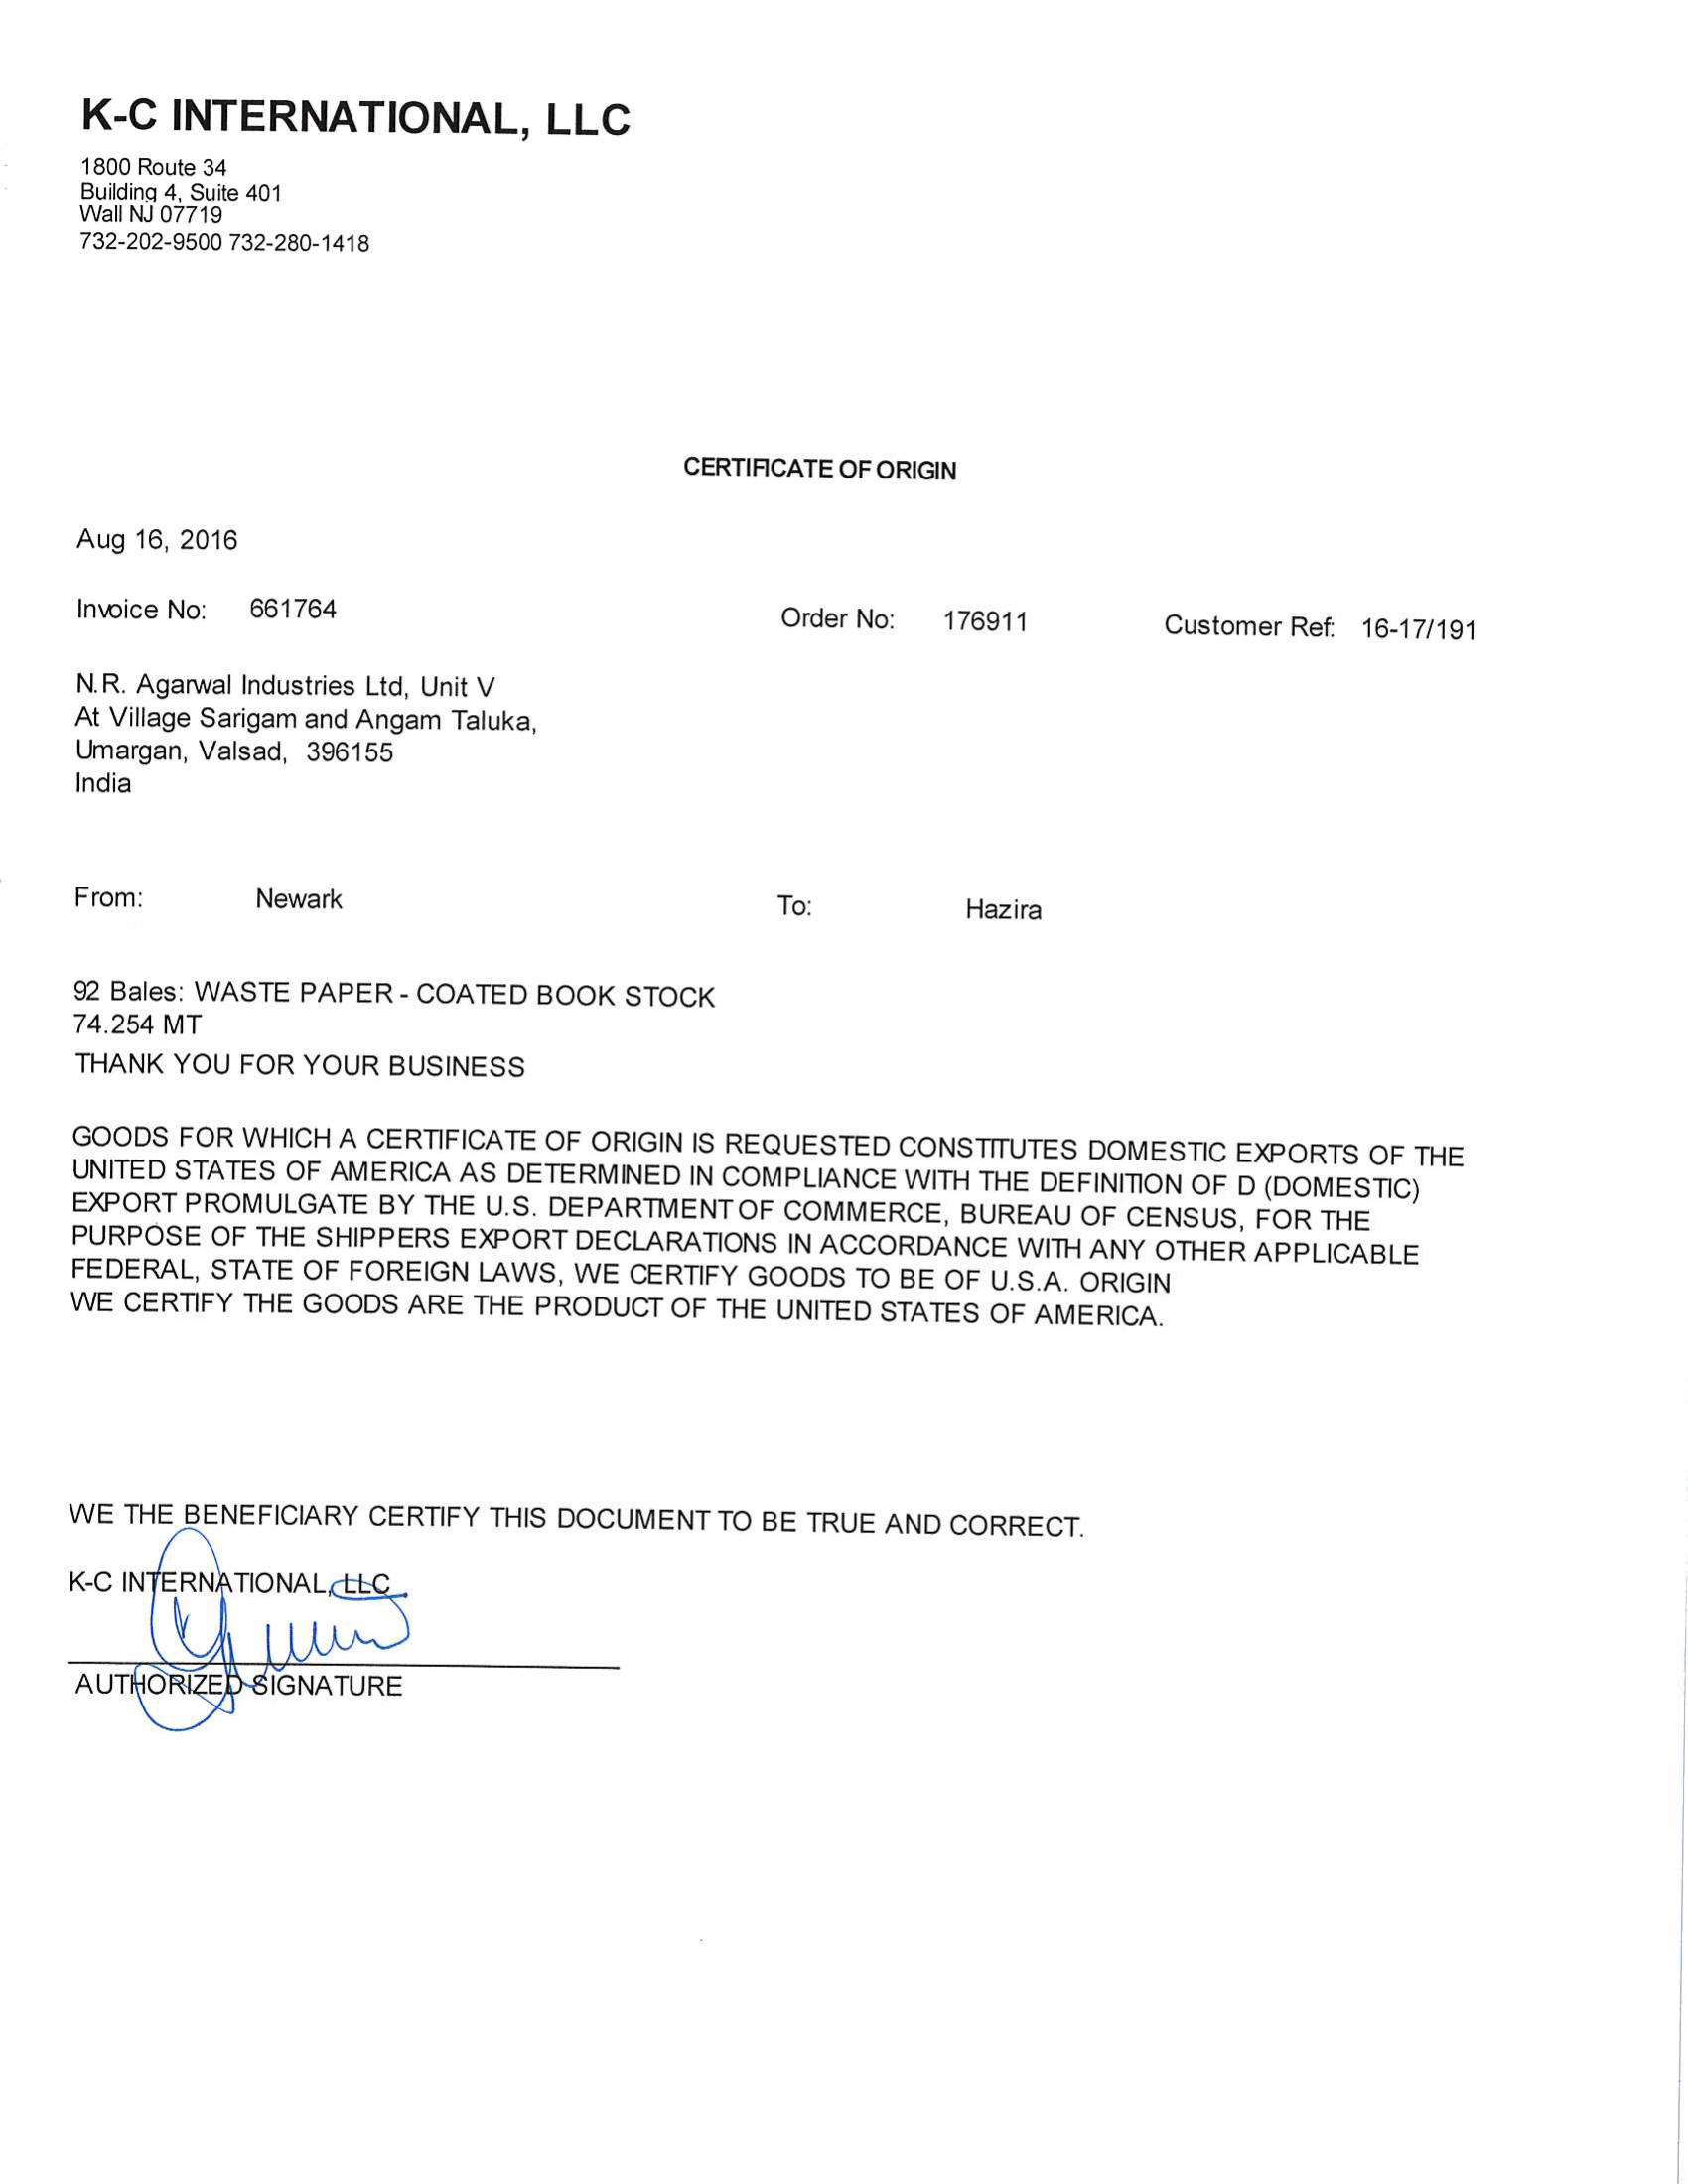 K-C INTERNATIONAL, LLC
1800 Route 34
Building 4, Suite 401
Wall NJ 07719
732-202-9500 732-280-1418
CERTIFICATE OF ORIGIN
Aug 16, 2016
Invoice No: 661764 Order No: 176911 Customer Ref: 16-17/191
N.R. Agarwal Industries Ltd, Unit V
At Village Sarigam and Angam Taluka,
Umargan, Valsad, 396155
India
From: Newark To: Hazira
92 Bales: WASTE PAPER - COATED BOOK STOCK
74.254 MT
THANK YOU FOR YOUR BUSINESS
GOODS FOR WHICH A CERTIFICATE OF ORIGIN IS REQUESTED CONSTITUTES DOMESTIC EXPORTS OF THE
UNITED STATES OF AMERICA AS DETERMINED IN COMPLIANCE WITH THE DEFINITION OF D (DOMESTIC)
EXPORT PROMULGATE BY THE U.S. DEPARTMENT OF COMMERCE, BUREAU OF CENSUS, FOR THE
PURPOSE OF THE SHIPPERS EXPORT DECLARATIONS IN ACCORDANCE WITH ANY OTHER APPLICABLE
FEDERAL, STATE OF FOREIGN LAWS, WE CERTIFY GOODS TO BE OF U.S.A. ORIGIN
WE CERTIFY THE GOODS ARE THE PRODUCT OF THE UNITED STATES OF AMERICA.
WE THE BENEFICIARY CERTIFY THIS DOCUMENT TO BE TRUE AND CORRECT.
K-C INTERNATIONAL, LLC
AUTHORIZED SIGNATURE